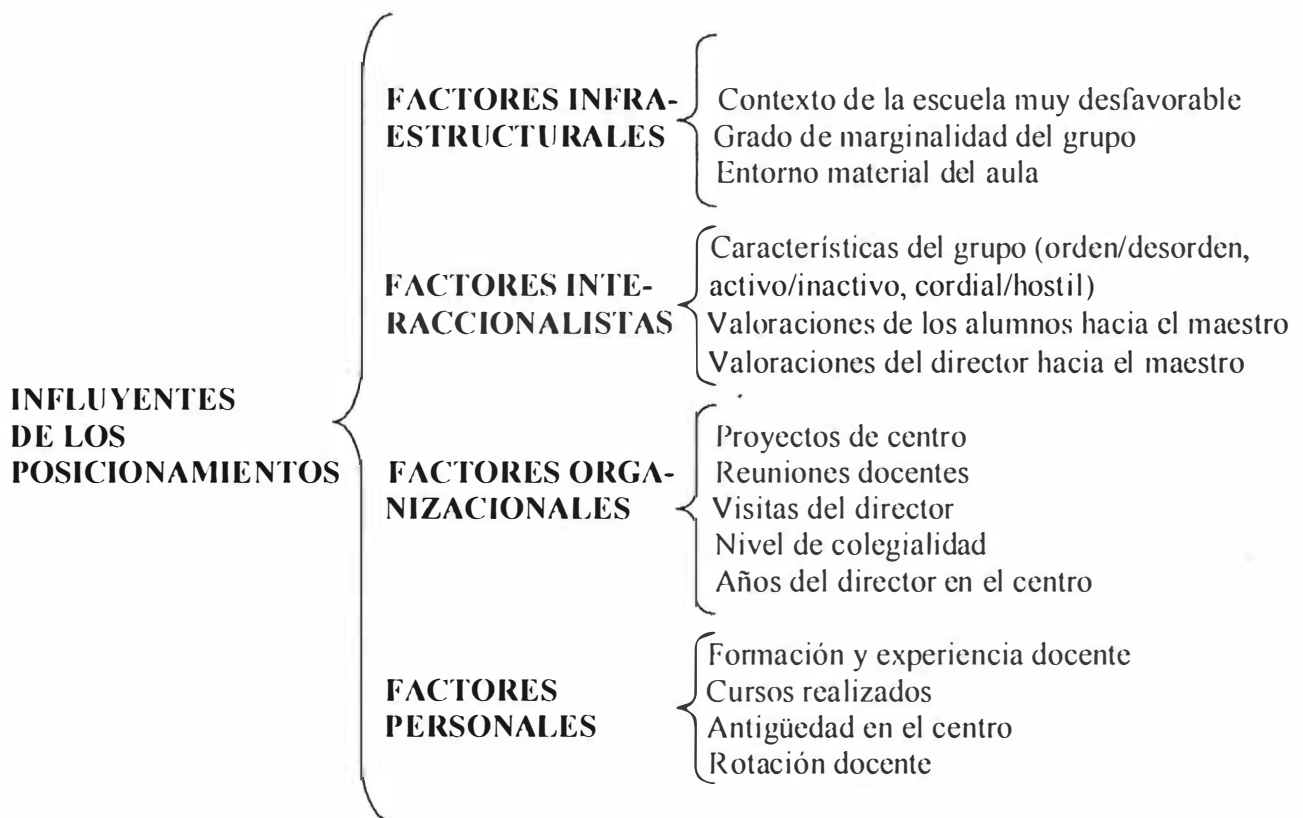 INFLUYENTES
DE LOS
POSICIONAMIENTOS
FACTORES INFRA-
ESTRUCTURALES
Contexto de la escuela muy desfavorable
Grado de marginalidad del grupo
Entorno material del aula
FACTORES INTE-
RACCIONALISTAS
Características del grupo (orden/desorden,
activo/inactivo, cordial/hostil)
Valoraciones de los alumnos hacia el maestro
Valoraciones del director hacia el maestro
FACTORES ORGA-
NIZACIONALES
Proyectos de centro
Reuniones docentes
Visitas del director
Nivel de colegialidad
Años del director en el centro
FACTORES
PERSONALES
Formación y experiencia docente
Cursos realizados
Antigüedad en el centro
Rotación docente